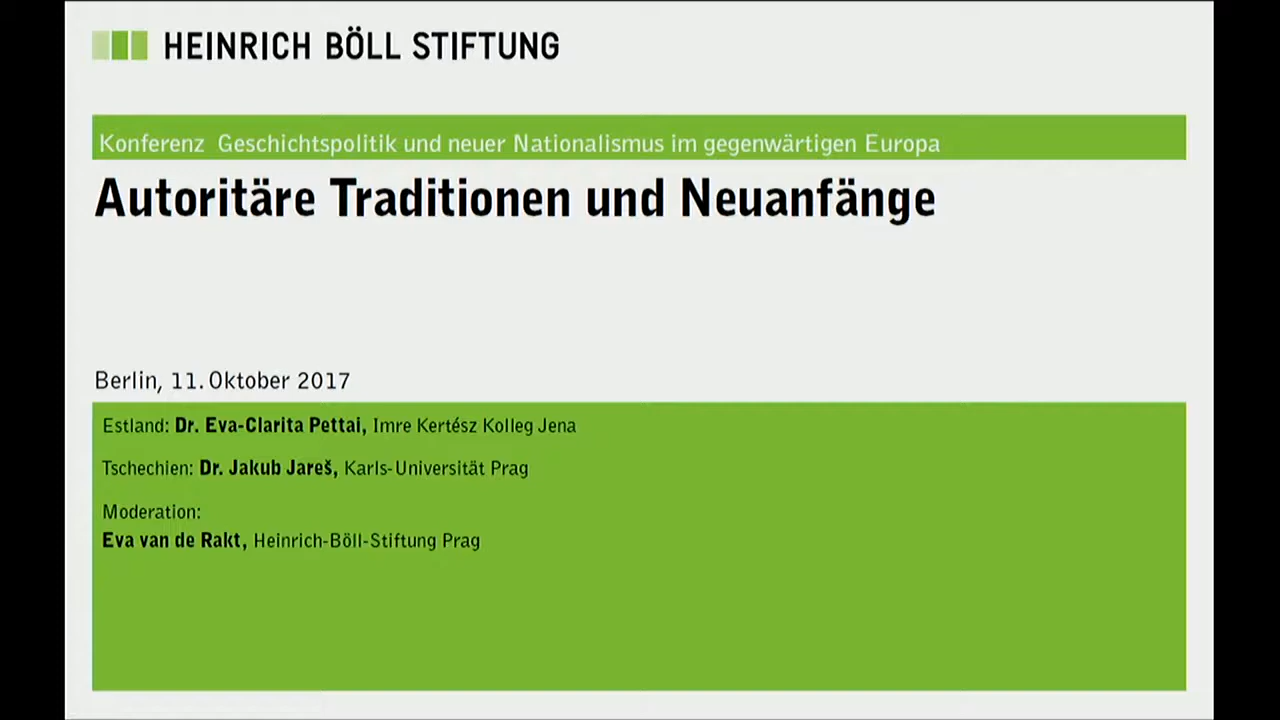 HEINRICH BÖLL STIFTUNG
Konferenz Geschichtspolitik und neuer Nationalismus im gegenwärtigen Europa
Autoritäre Traditionen und Neuanfänge
Berlin, 11. Oktober 2017
Estland: Dr. Eva-Clarita Pettai, Imre Kertész Kolleg Jena
Tschechien: Dr. Jakub Jareš, Karls-Universität Prag
Moderation:
Eva van de Rakt, Heinrich-Böll-Stiftung Prag